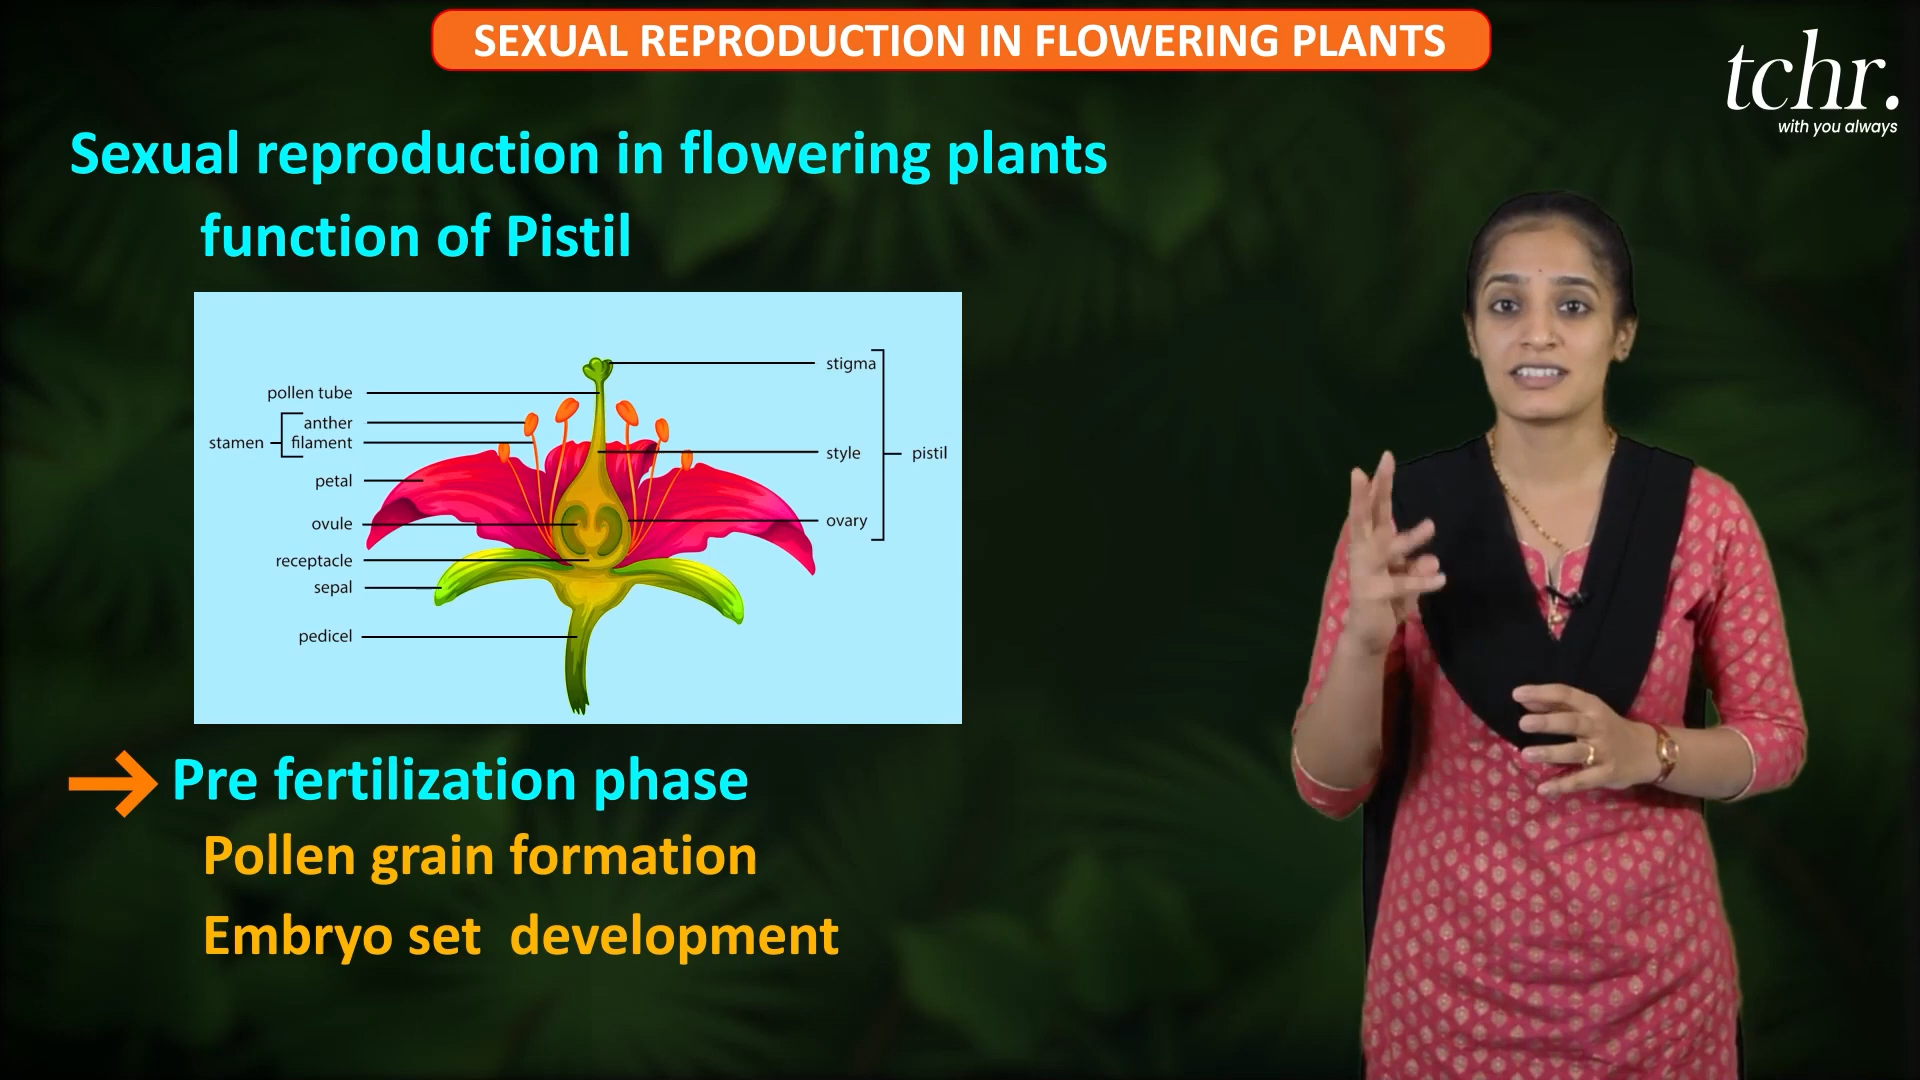 SEXUAL REPRODUCTION IN FLOWERING PLANTS
tchr.
with you always
Sexual reproduction in flowering plants
function of Pistil
stigma
pollen tube
anther
stamen
filament
style
pistil
petal
ovule
ovary
receptacle
sepal
pedicel
Pre fertilization phase
Pollen grain formation
Embryo set development